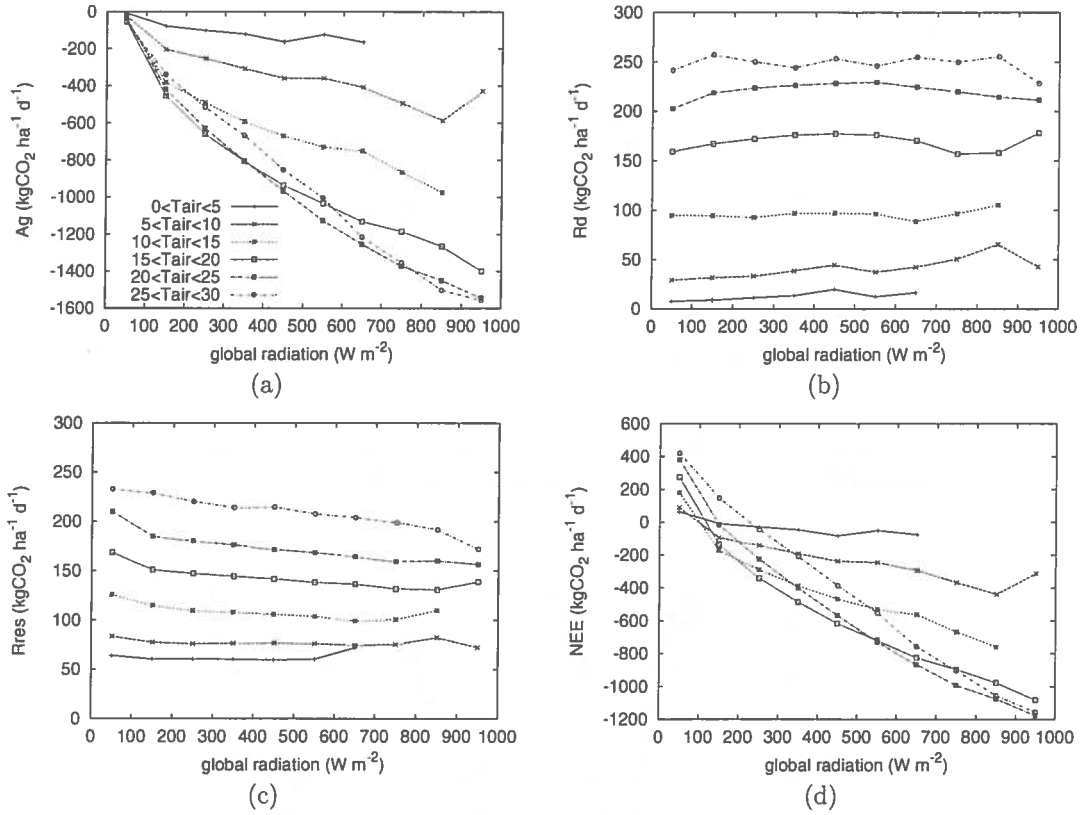 0
-200
-400
-600
-800
-1000
-1200
-1400
-1600
Ag (kgCO₂ ha⁻¹ d⁻¹)
0<Tair<5
5<Tair<10
10<Tair<15
15<Tair<20
20<Tair<25
25<Tair<30
0 100 200 300 400 500 600 700 800 900 1000
global radiation (W m⁻²)
(a)
300
250
200
150
100
50
0
Rd (kgCO₂ ha⁻¹ d⁻¹)
0 100 200 300 400 500 600 700 800 900 1000
global radiation (W m⁻²)
(b)
300
250
200
150
100
50
0
Rres (kgCO₂ ha⁻¹ d⁻¹)
0 100 200 300 400 500 600 700 800 900 1000
global radiation (W m⁻²)
(c)
600
400
200
0
-200
-400
-600
-800
-1000
-1200
NEE (kgCO₂ ha⁻¹ d⁻¹)
0 100 200 300 400 500 600 700 800 900 1000
global radiation (W m⁻²)
(d)